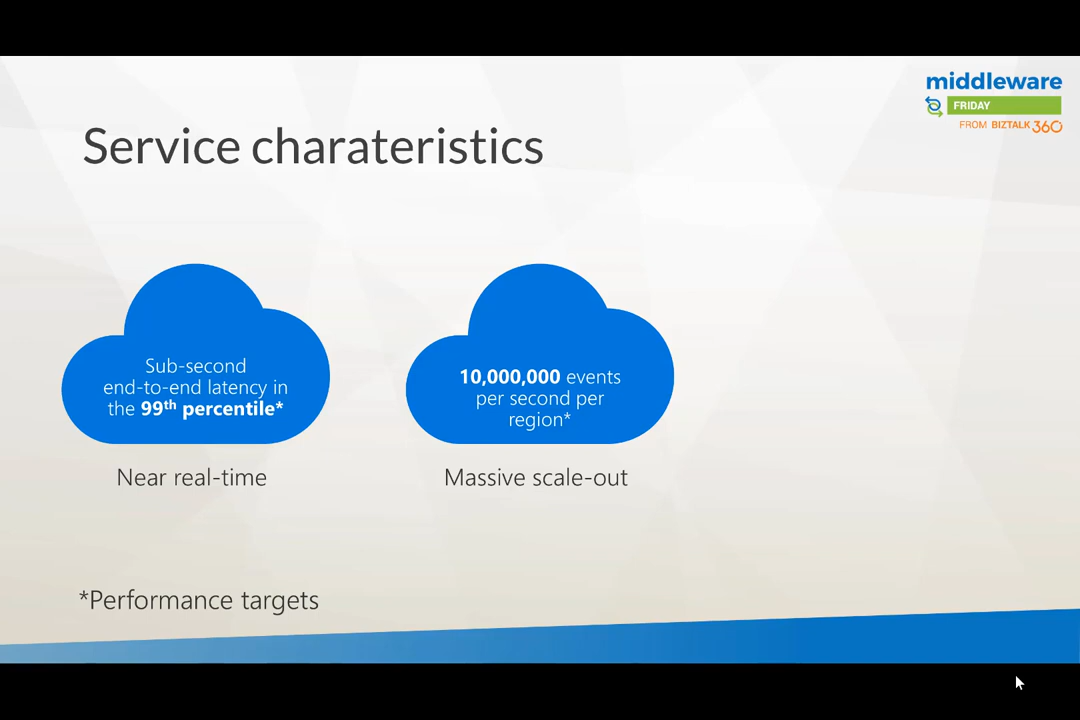 middleware
FRIDAY
FROM BIZTALK 360
Service charateristics
Sub-second
end-to-end latency in
the 99th percentile*
Near real-time
10,000,000 events
per second per
region*
Massive scale-out
*Performance targets